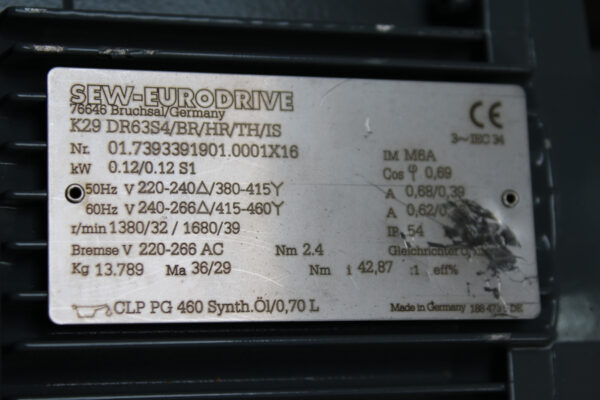 SEW-EURODRIVE
76646 Bruchsal/Germany
CE
K29 DR63S4/BR/HR/TH/IS
3~ IEC 34
Nr. 01.7393391901.0001X16
IM M6A
kW 0.12/0.12 S1
Cos φ 0,69
50Hz V 220-240△/380-415Y
A 0,68/0,39
60Hz V 240-266△/415-460Y
A 0,62/0,
r/min 1380/32 / 1680/39
IP 54
Bremse V 220-266 AC Nm 2.4 Gleichrichter
Kg 13.789 Ma 36/29 Nm i 42,87 :1 eff%
CLP PG 460 Synth.Öl/0,70 L
Made in Germany 188 DE